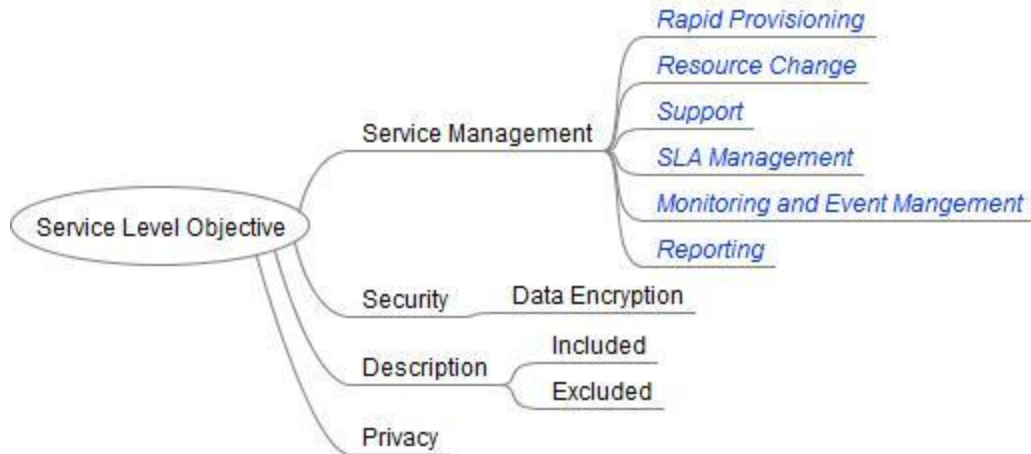 Rapid Provisioning
Resource Change
Support
Service Management
SLA Management
Monitoring and Event Mangement
Service Level Objective
Reporting
Security
Data Encryption
Included
Description
Excluded
Privacy